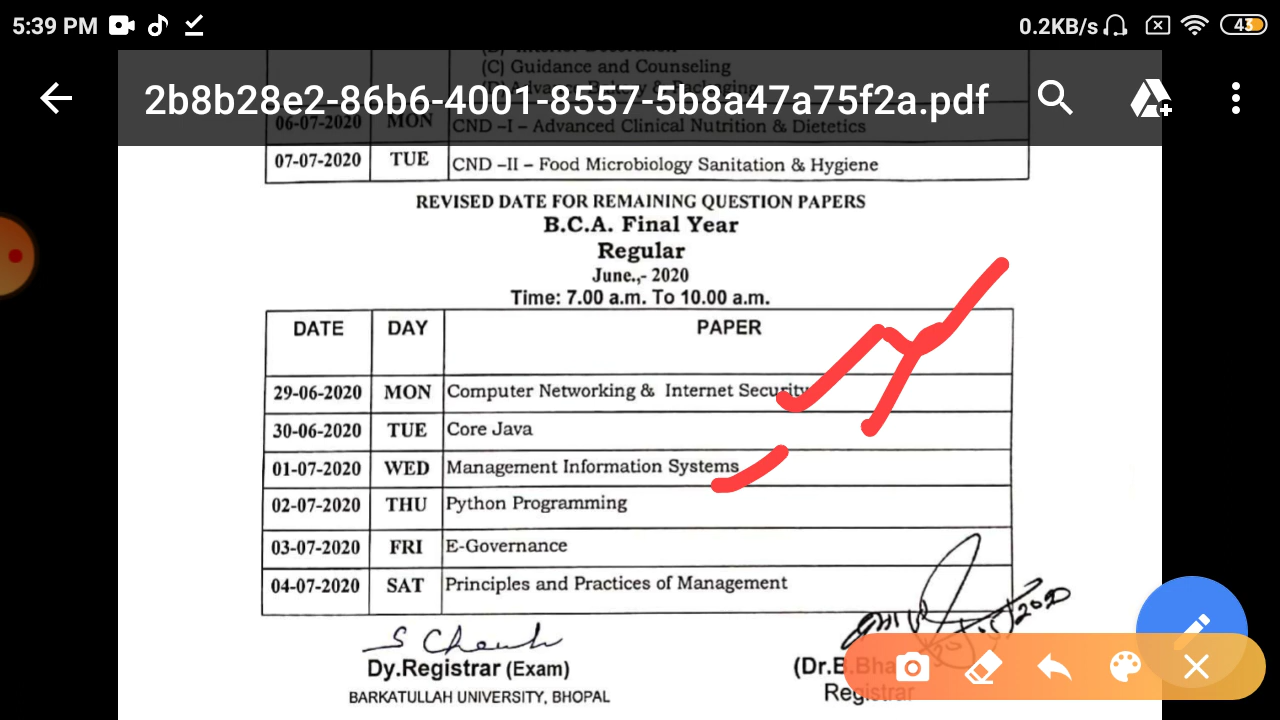 5:39 PM
0.2KB/s
43
(C) Guidance and Counseling
2b8b28e2-86b6-4001-8557-5b8a47a75f2a.pdf
06-07-2020 MON CND –I – Advanced Clinical Nutrition & Dietetics
07-07-2020 TUE CND –II – Food Microbiology Sanitation & Hygiene
REVISED DATE FOR REMAINING QUESTION PAPERS
B.C.A. Final Year
Regular
June.,- 2020
Time: 7.00 a.m. To 10.00 a.m.
DATE DAY PAPER
29-06-2020 MON Computer Networking & Internet Security
30-06-2020 TUE Core Java
01-07-2020 WED Management Information Systems
02-07-2020 THU Python Programming
03-07-2020 FRI E-Governance
04-07-2020 SAT Principles and Practices of Management
Dy.Registrar (Exam)
BARKATULLAH UNIVERSITY, BHOPAL
(Dr.B.Bha
Registrar